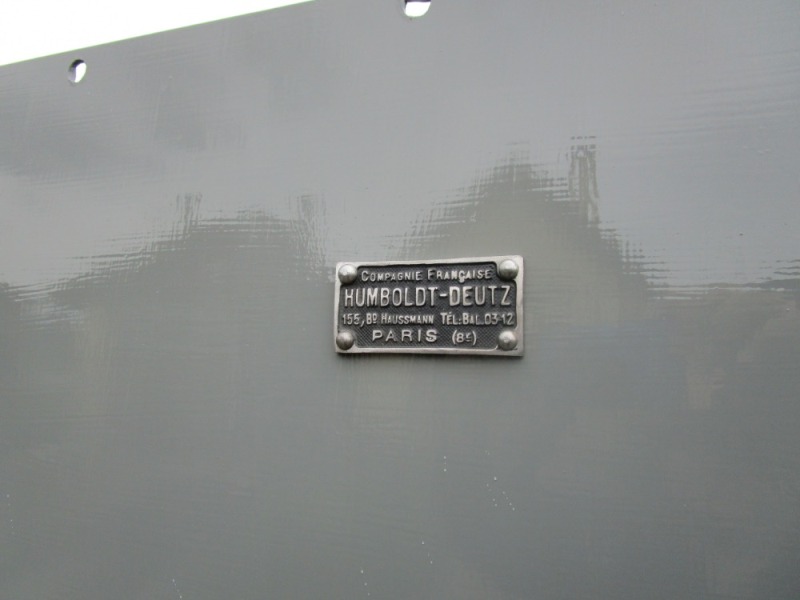 COMPAGNIE FRANÇAISE
HUMBOLDT-DEUTZ
155, BD. HAUSSMANN TÉL: BAL. 03-12
PARIS (8E)